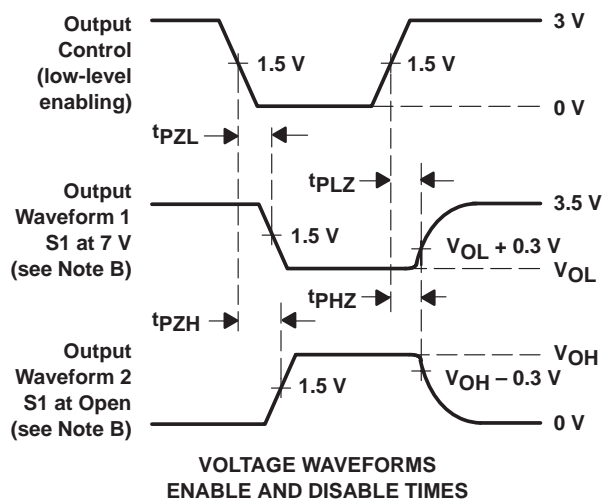 Output
Control
(low-level
enabling)
1.5 V
1.5 V
3 V
0 V
tPZL
tPLZ
Output
Waveform 1
S1 at 7 V
(see Note B)
1.5 V
3.5 V
VOL + 0.3 V
VOL
tPZH
tPHZ
Output
Waveform 2
S1 at Open
(see Note B)
1.5 V
VOH
VOH – 0.3 V
0 V
VOLTAGE WAVEFORMS
ENABLE AND DISABLE TIMES